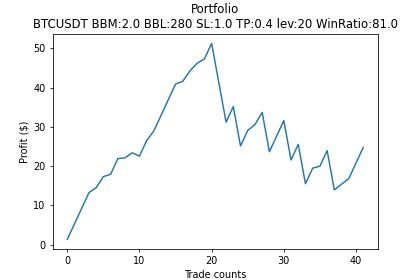 Portfolio
BTCUSDT BBM:2.0 BBL:280 SL:1.0 TP:0.4 lev:20 WinRatio:81.0
Profit ($)
50
40
30
20
10
0
0 10 20 30 40
Trade counts